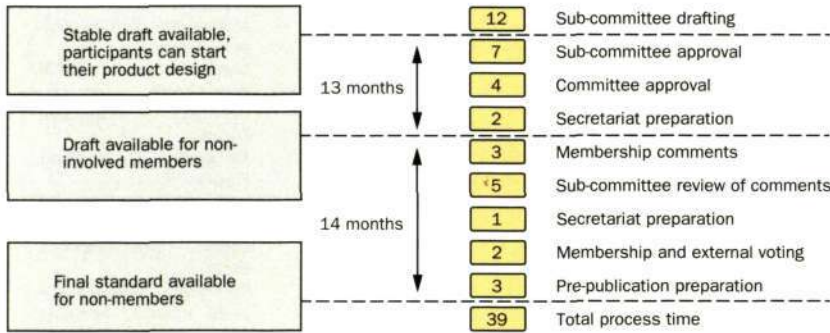 Stable draft available,
participants can start
their product design
Draft available for non-
involved members
Final standard available
for non-members
13 months
14 months
12 Sub-committee drafting
7 Sub-committee approval
4 Committee approval
2 Secretariat preparation
3 Membership comments
5 Sub-committee review of comments
1 Secretariat preparation
2 Membership and external voting
3 Pre-publication preparation
39 Total process time